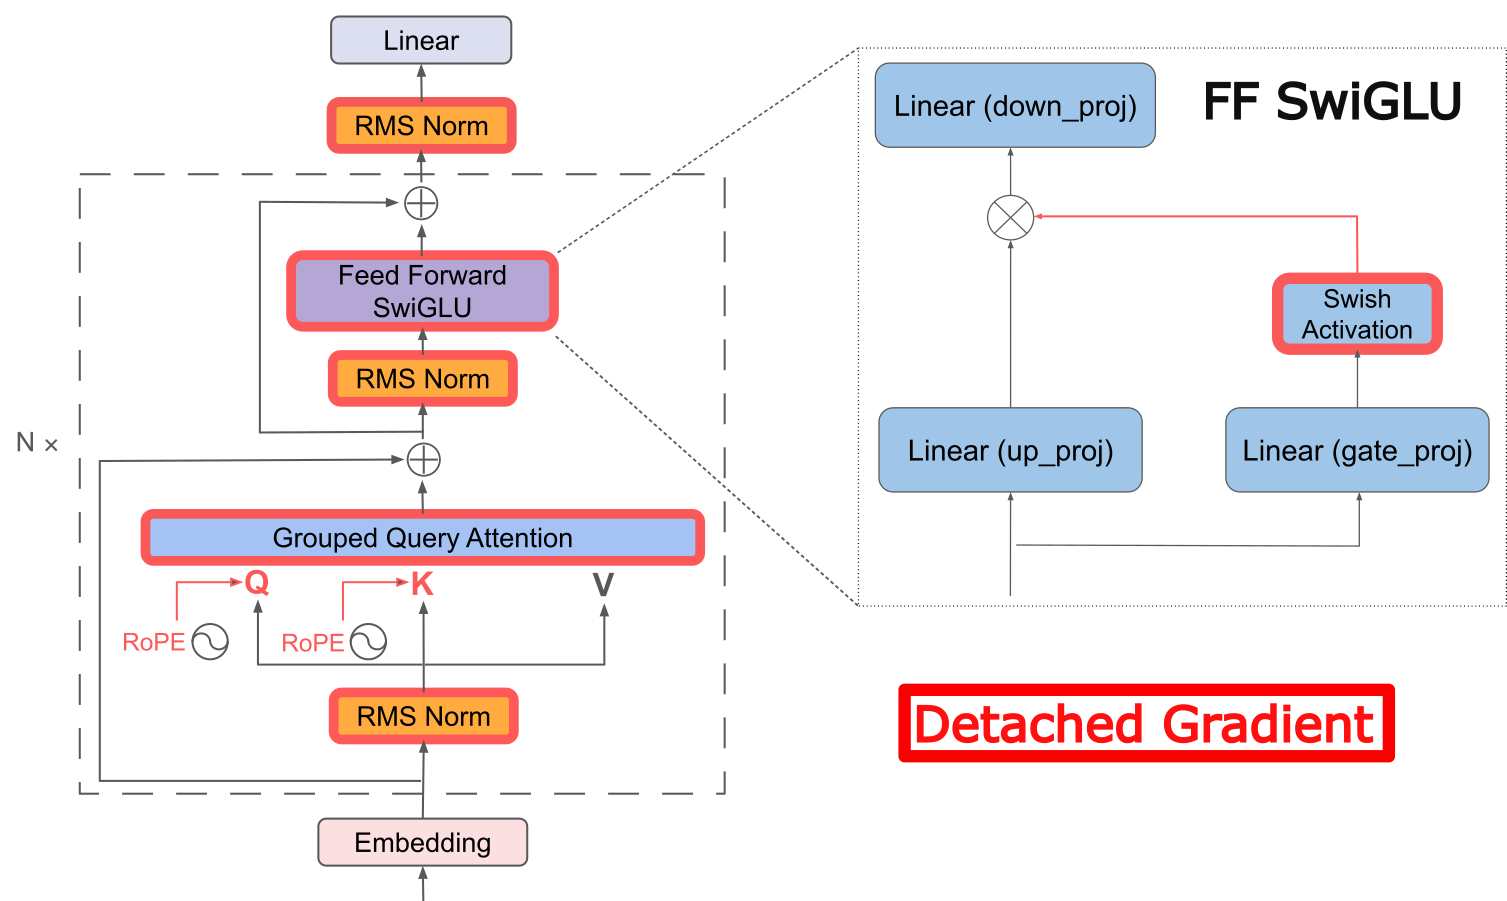 Linear
RMS Norm
Feed Forward
SwiGLU
RMS Norm
N ×
Grouped Query Attention
Q
K
V
RoPE
RoPE
RMS Norm
Embedding
FF SwiGLU
Linear (down_proj)
Swish
Activation
Linear (up_proj)
Linear (gate_proj)
Detached Gradient